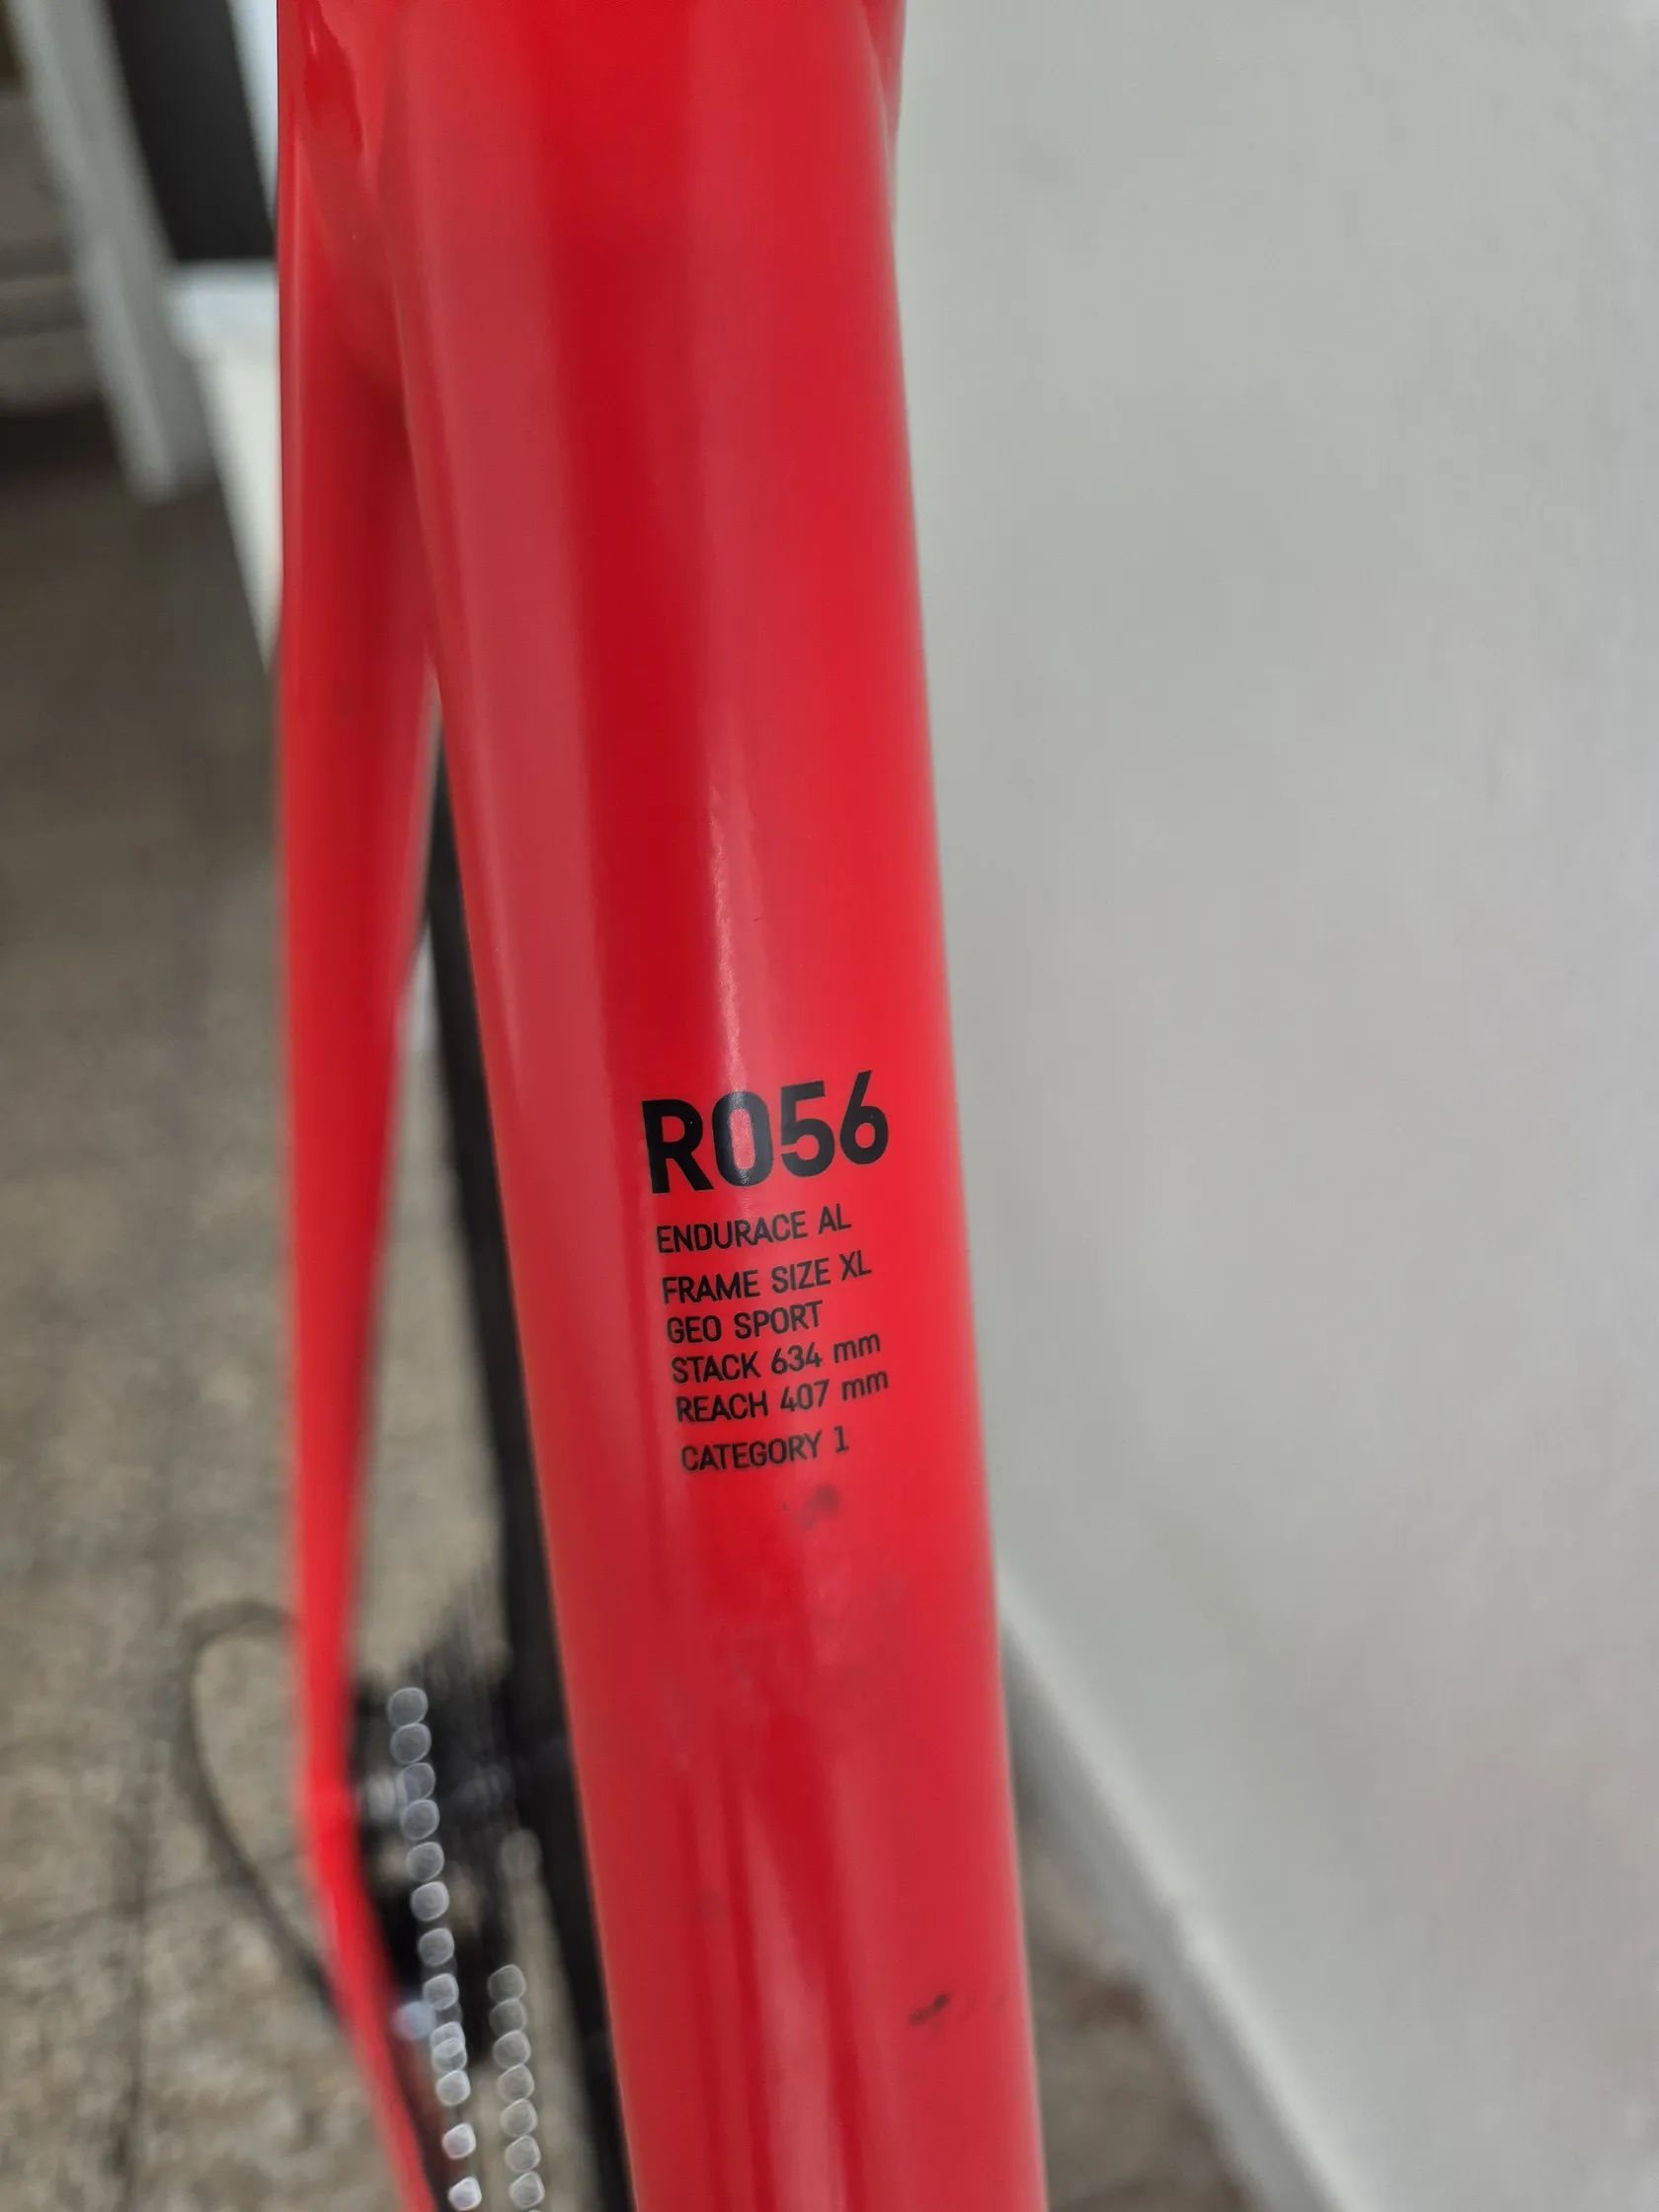 R056
ENDURACE AL
FRAME SIZE XL
GEO SPORT
STACK 634 mm
REACH 407 mm
CATEGORY 1